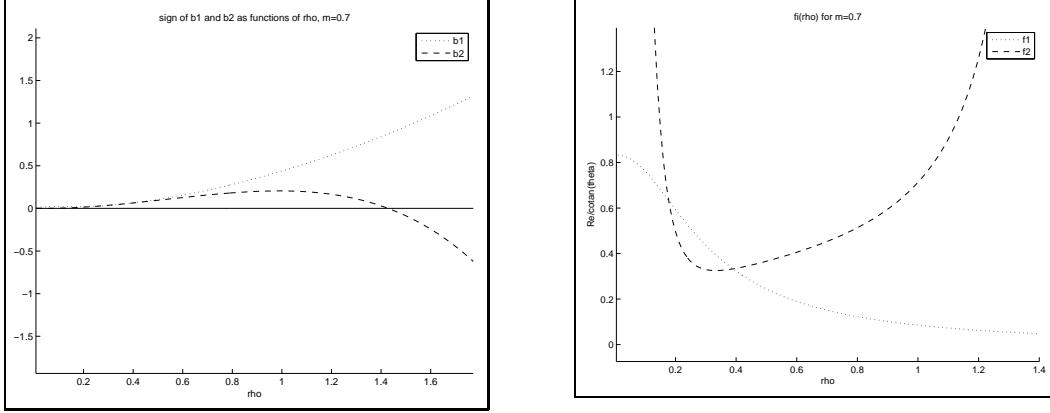 sign of b1 and b2 as functions of rho, m=0.7
b1
b2
2
1.5
1
0.5
0
−0.5
−1
−1.5
0.2 0.4 0.6 0.8 1 1.2 1.4 1.6
rho
fi(rho) for m=0.7
f1
f2
Re/cotan(theta)
1.2
1
0.8
0.6
0.4
0.2
0
0.2 0.4 0.6 0.8 1 1.2 1.4
rho